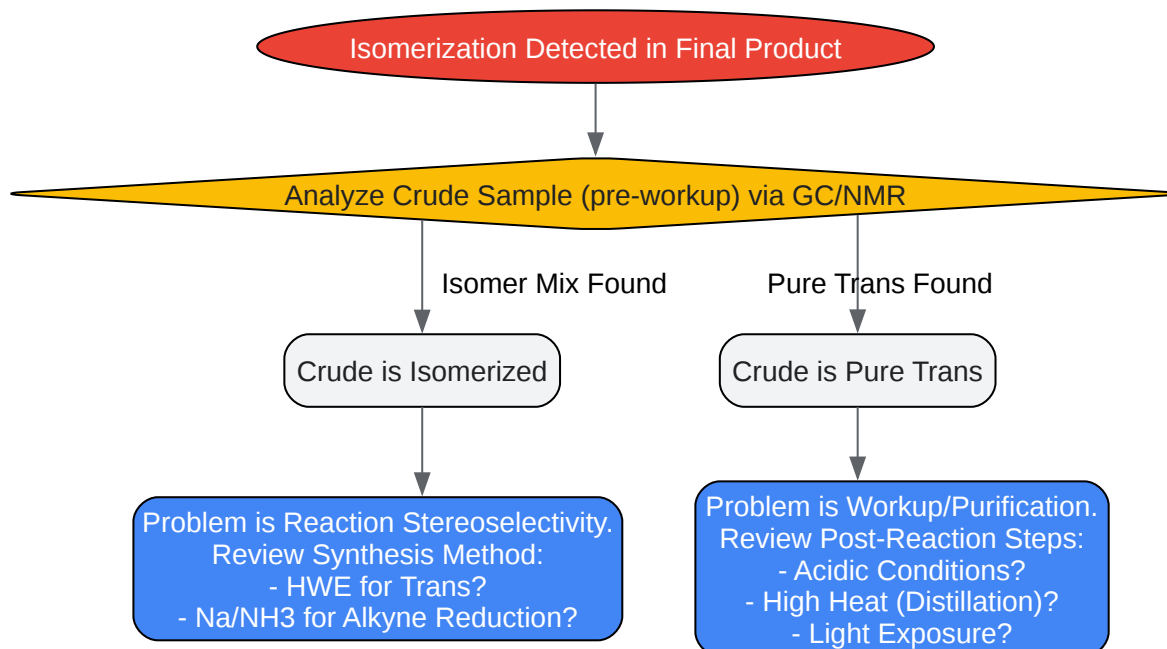 Isomerization Detected in Final Product
Analyze Crude Sample (pre-workup) via GC/NMR
Isomer Mix Found
Pure Trans Found
Crude is Isomerized
Crude is Pure Trans
Problem is Reaction Stereoselectivity.
Review Synthesis Method:
- HWE for Trans?
- Na/NH3 for Alkyne Reduction?
Problem is Workup/Purification.
Review Post-Reaction Steps:
- Acidic Conditions?
- High Heat (Distillation)?
- Light Exposure?